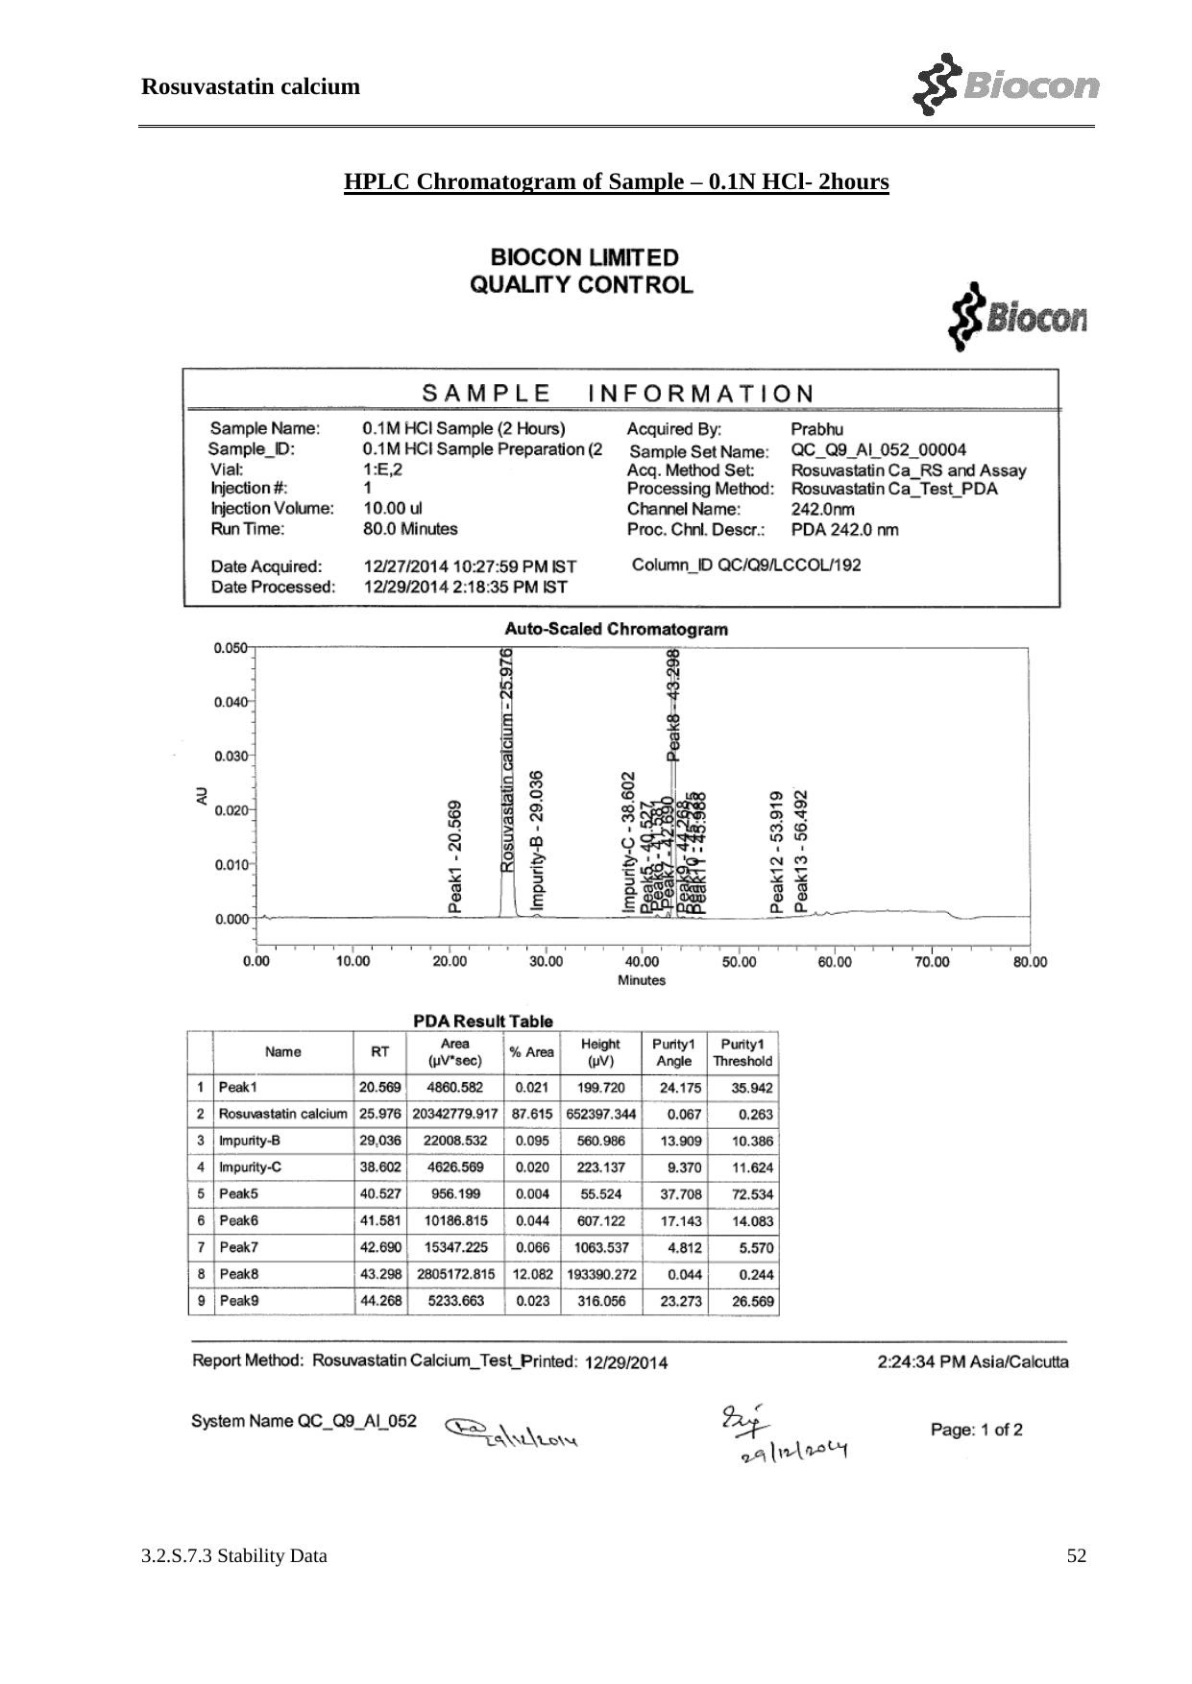 Rosuvastatin calcium
Biocon
HPLC Chromatogram of Sample – 0.1N HCl- 2hours
BIOCON LIMITED
QUALITY CONTROL
Biocon
SAMPLE INFORMATION
Sample Name: 0.1M HCl Sample (2 Hours) Acquired By: Prabhu
Sample_ID: 0.1M HCl Sample Preparation (2 Sample Set Name: QC_Q9_AI_052_00004
Vial: 1:E,2 Acq. Method Set: Rosuvastatin Ca_RS and Assay
Injection #: 1 Processing Method: Rosuvastatin Ca_Test_PDA
Injection Volume: 10.00 ul Channel Name: 242.0nm
Run Time: 80.0 Minutes Proc. Chnl. Descr.: PDA 242.0 nm
Date Acquired: 12/27/2014 10:27:59 PM IST Column_ID QC/Q9/LCCOL/192
Date Processed: 12/29/2014 2:18:35 PM IST
Auto-Scaled Chromatogram
0.050
0.040
0.030
0.020
0.010
0.000
AU
Peak1 - 20.569
Rosuvastatin calcium - 25.976
Impurity-B - 29.036
Impurity-C - 38.602
Peak5 - 40.527
Peak6 - 41.581
Peak7 - 42.690
Peak8 - 43.298
Peak9 - 44.268
Peak11 - 45.988
Peak12 - 53.919
Peak13 - 56.492
0.00 10.00 20.00 30.00 40.00 50.00 60.00 70.00 80.00
Minutes
PDA Result Table
Name RT Area (µV*sec) % Area Height (µV) Purity1 Angle Purity1 Threshold
1 Peak1 20.569 4860.582 0.021 199.720 24.175 35.942
2 Rosuvastatin calcium 25.976 20342779.917 87.615 652397.344 0.067 0.263
3 Impurity-B 29.036 22008.532 0.095 560.986 13.909 10.386
4 Impurity-C 38.602 4626.569 0.020 223.137 9.370 11.624
5 Peak5 40.527 956.199 0.004 55.524 37.708 72.534
6 Peak6 41.581 10186.815 0.044 607.122 17.143 14.083
7 Peak7 42.690 15347.225 0.066 1063.537 4.812 5.570
8 Peak8 43.298 2805172.815 12.082 193390.272 0.044 0.244
9 Peak9 44.268 5233.663 0.023 316.056 23.273 26.569
Report Method: Rosuvastatin Calcium_Test_Printed: 12/29/2014 2:24:34 PM Asia/Calcutta
System Name QC_Q9_AI_052 29/12/2014 29/12/2014 Page: 1 of 2
3.2.S.7.3 Stability Data 52